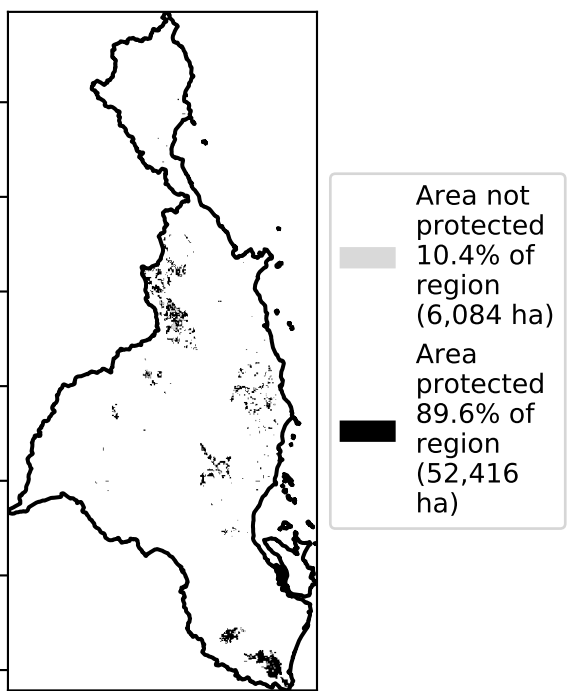 Area not
protected
10.4% of
region
(6,084 ha)
Area
protected
89.6% of
region
(52,416
ha)